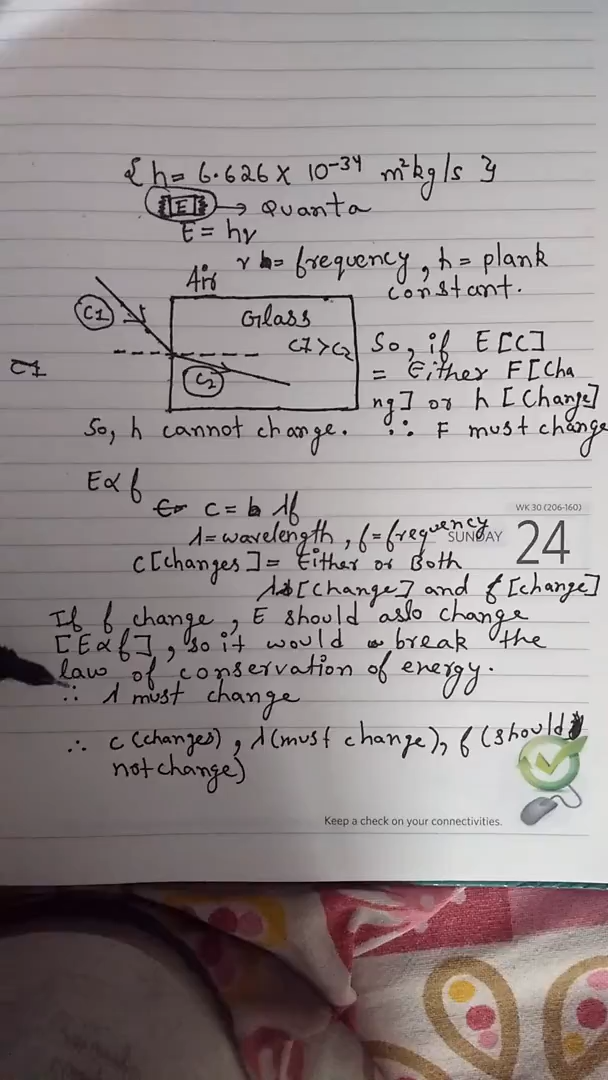 { h = 6.626 X 10⁻³⁴ m²kg/s }
E → Quanta
E = hν
ν = frequency, h = plank
constant.
Air
C1
Glass
C1 > C2
C2
So, if E[C]
= Either F[Cha
ng] or h [Change]
C1
So, h cannot change. ∴ F must change
E ∝ f
c = λf
λ = wavelength, f = frequency
WK 30 (206-160)
SUNDAY 24
c[changes] = Either or Both
λ [Change] and f [change]
If f change, E should aslo change
[E ∝ f], so it would break the
law of conservation of energy.
∴ λ must change
∴ c (changes), λ (must change), f (should
not change)
Keep a check on your connectivities.